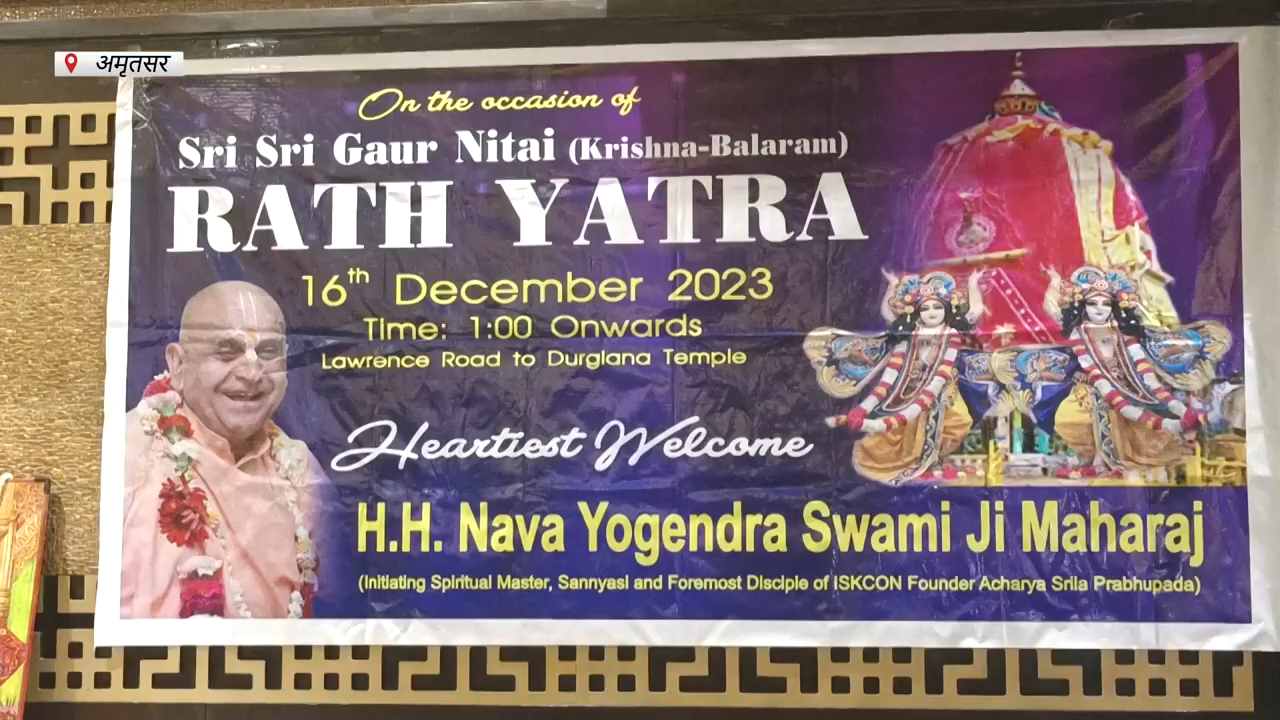 अमृतसर
On the occasion of
Sri Sri Gaur Nitai (Krishna-Balaram)
RATH YATRA
16th December 2023
Time: 1:00 Onwards
Lawrence Road to Durgiana Temple
Heartiest Welcome
H.H. Nava Yogendra Swami Ji Maharaj
(Initiating Spiritual Master, Sannyasi and Foremost Disciple of ISKCON Founder Acharya Srila Prabhupada)